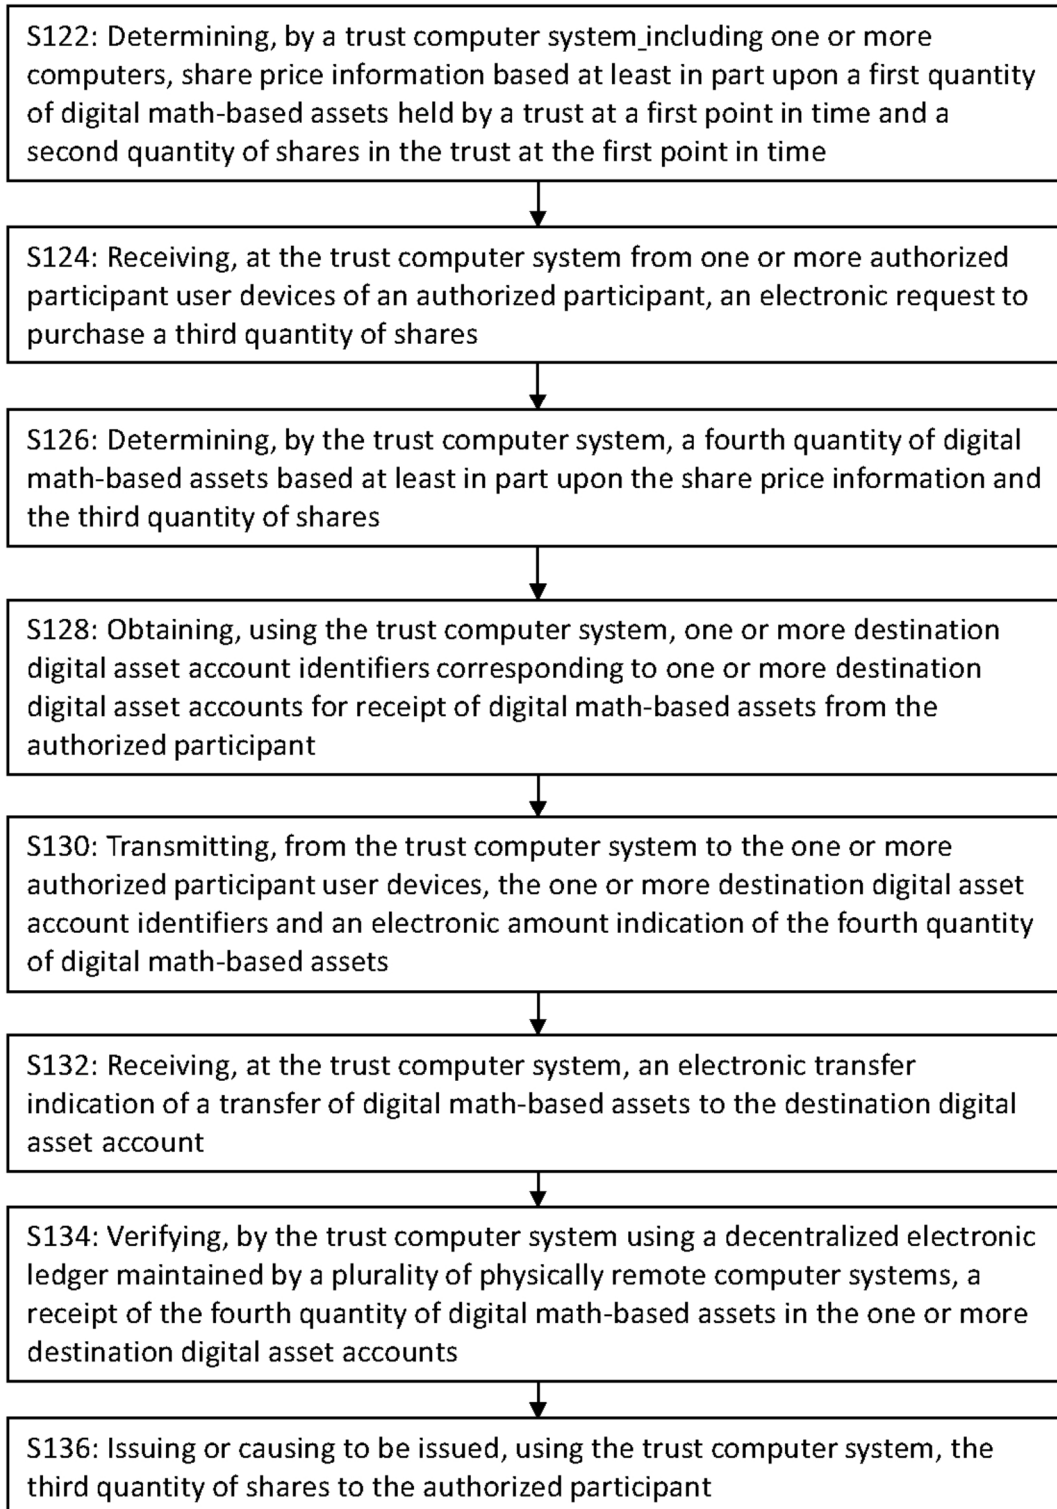 S122: Determining, by a trust computer system_including one or more
computers, share price information based at least in part upon a first quantity
of digital math-based assets held by a trust at a first point in time and a
second quantity of shares in the trust at the first point in time
S124: Receiving, at the trust computer system from one or more authorized
participant user devices of an authorized participant, an electronic request to
purchase a third quantity of shares
S126: Determining, by the trust computer system, a fourth quantity of digital
math-based assets based at least in part upon the share price information and
the third quantity of shares
S128: Obtaining, using the trust computer system, one or more destination
digital asset account identifiers corresponding to one or more destination
digital asset accounts for receipt of digital math-based assets from the
authorized participant
S130: Transmitting, from the trust computer system to the one or more
authorized participant user devices, the one or more destination digital asset
account identifiers and an electronic amount indication of the fourth quantity
of digital math-based assets
S132: Receiving, at the trust computer system, an electronic transfer
indication of a transfer of digital math-based assets to the destination digital
asset account
S134: Verifying, by the trust computer system using a decentralized electronic
ledger maintained by a plurality of physically remote computer systems, a
receipt of the fourth quantity of digital math-based assets in the one or more
destination digital asset accounts
S136: Issuing or causing to be issued, using the trust computer system, the
third quantity of shares to the authorized participant